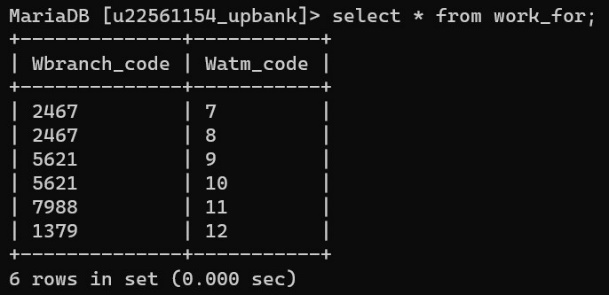 MariaDB [u22561154_upbank]> select * from work_for;
+--------------+-----------+
| Wbranch_code | Watm_code |
+--------------+-----------+
| 2467         | 7         |
| 2467         | 8         |
| 5621         | 9         |
| 5621         | 10        |
| 7988         | 11        |
| 1379         | 12        |
+--------------+-----------+
6 rows in set (0.000 sec)